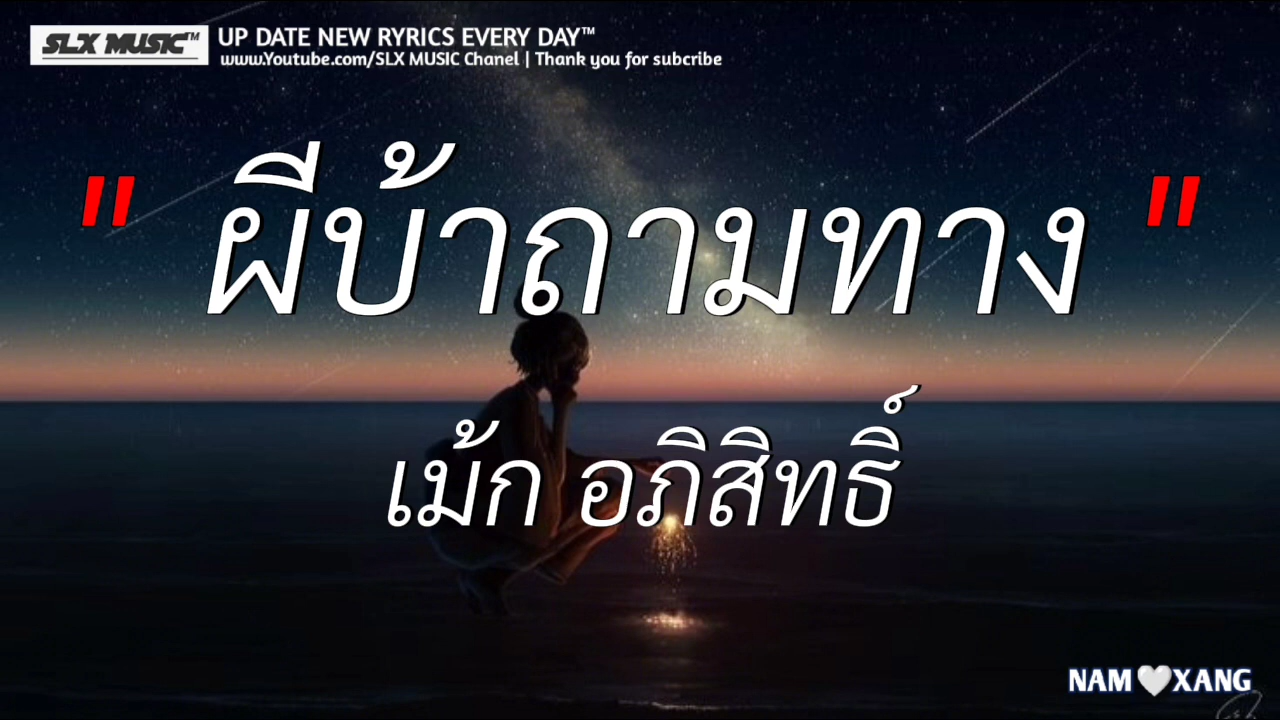 SLX MUSIC™
UP DATE NEW RYRICS EVERY DAY™
www.Youtube.com/SLX MUSIC Chanel | Thank you for subcribe
" ผีบ้าถามทาง "
เม้ก อภิสิทธิ์
NAM🤍XANG